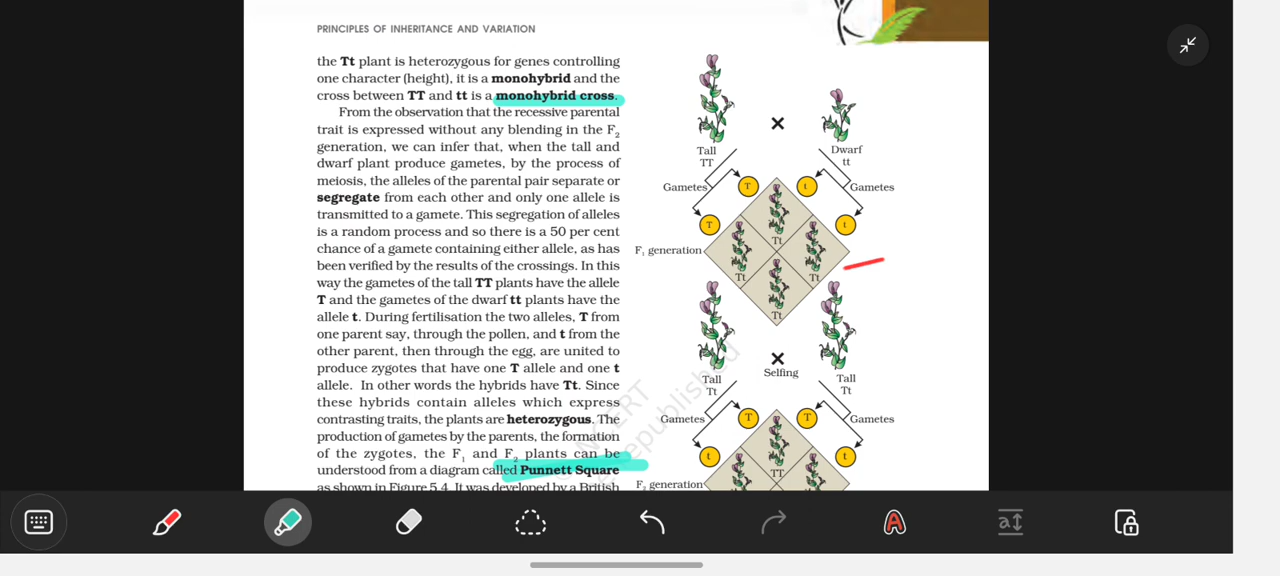 PRINCIPLES OF INHERITANCE AND VARIATION
the Tt plant is heterozygous for genes controlling
one character (height), it is a monohybrid and the
cross between TT and tt is a monohybrid cross.
From the observation that the recessive parental
trait is expressed without any blending in the F2
generation, we can infer that, when the tall and
dwarf plant produce gametes, by the process of
meiosis, the alleles of the parental pair separate or
segregate from each other and only one allele is
transmitted to a gamete. This segregation of alleles
is a random process and so there is a 50 per cent
chance of a gamete containing either allele, as has
been verified by the results of the crossings. In this
way the gametes of the tall TT plants have the allele
T and the gametes of the dwarf tt plants have the
allele t. During fertilisation the two alleles, T from
one parent say, through the pollen, and t from the
other parent, then through the egg, are united to
produce zygotes that have one T allele and one t
allele. In other words the hybrids have Tt. Since
these hybrids contain alleles which express
contrasting traits, the plants are heterozygous. The
production of gametes by the parents, the formation
of the zygotes, the F1 and F2 plants can be
understood from a diagram called Punnett Square
as shown in Figure 5.4. It was developed by a British
Tall
TT
×
Dwarf
tt
Gametes
T
t
Gametes
T
t
Tt
F1 generation
Tt
Tt
Tt
×
Selfing
Tall
Tt
Tall
Tt
Gametes
T
T
Gametes
t
t
TT
F2 generation
NCERT
republished
A
a